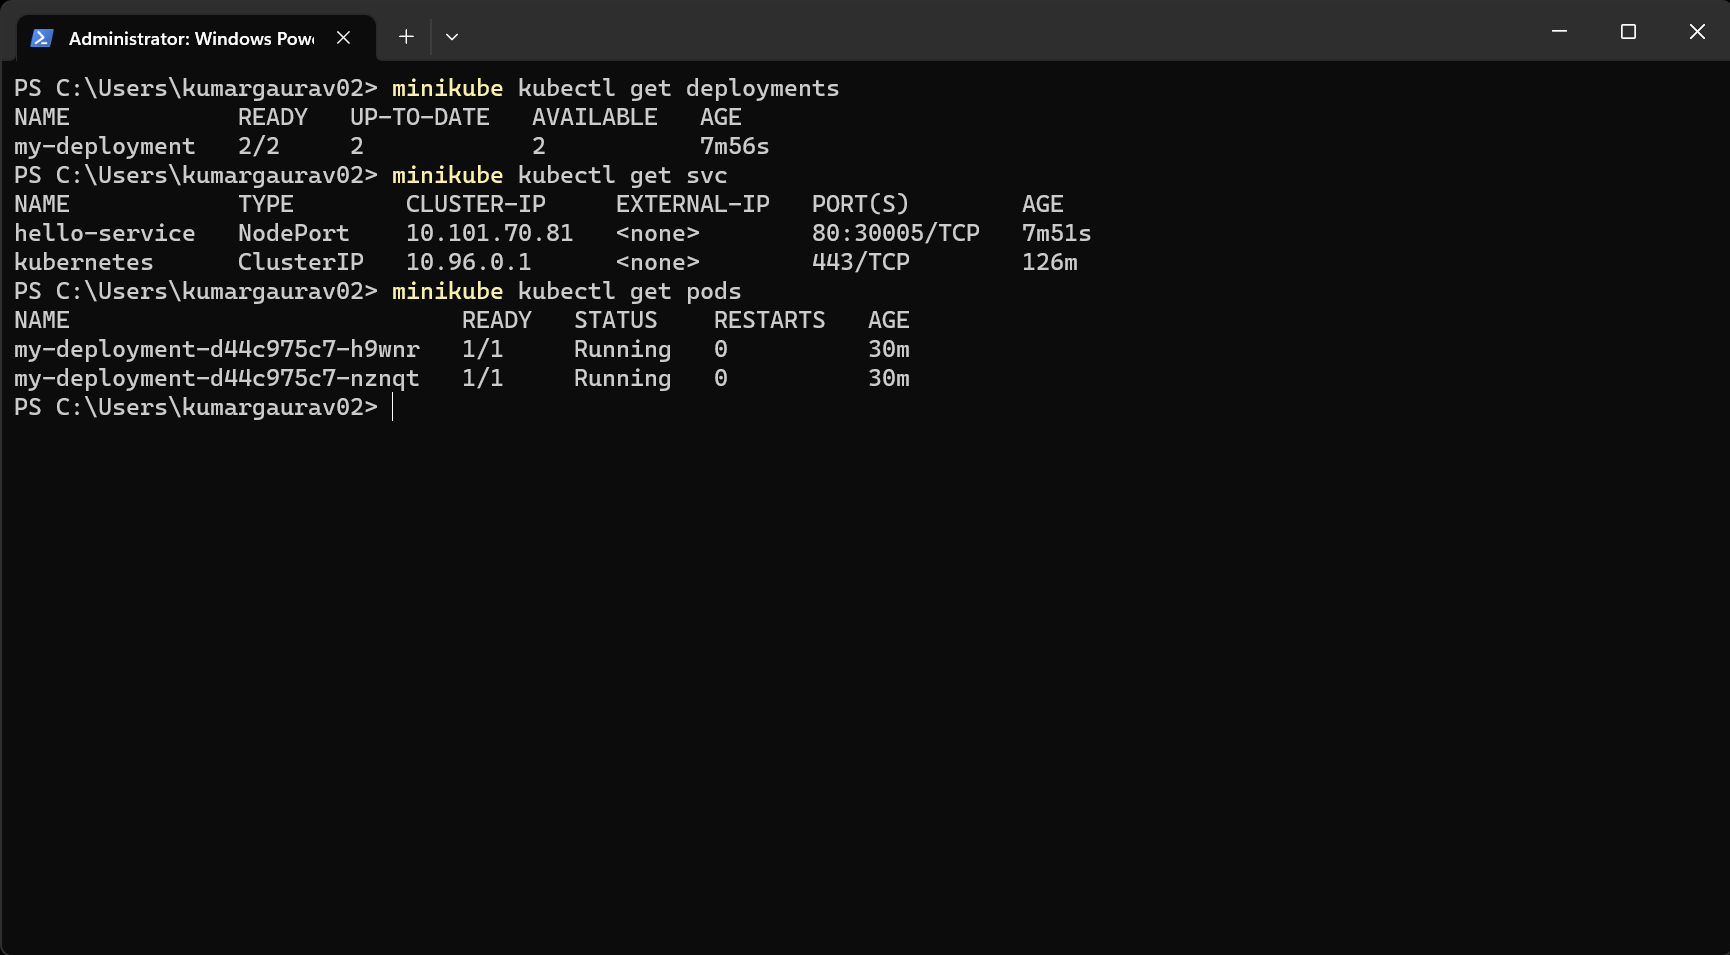 Administrator: Windows Pow
PS C:\Users\kumargaurav02> minikube kubectl get deployments
NAME            READY   UP-TO-DATE   AVAILABLE   AGE
my-deployment   2/2     2            2           7m56s
PS C:\Users\kumargaurav02> minikube kubectl get svc
NAME            TYPE        CLUSTER-IP     EXTERNAL-IP   PORT(S)        AGE
hello-service   NodePort    10.101.70.81   <none>        80:30005/TCP   7m51s
kubernetes      ClusterIP   10.96.0.1      <none>        443/TCP        126m
PS C:\Users\kumargaurav02> minikube kubectl get pods
NAME                            READY   STATUS    RESTARTS   AGE
my-deployment-d44c975c7-h9wnr   1/1     Running   0          30m
my-deployment-d44c975c7-nznqt   1/1     Running   0          30m
PS C:\Users\kumargaurav02>